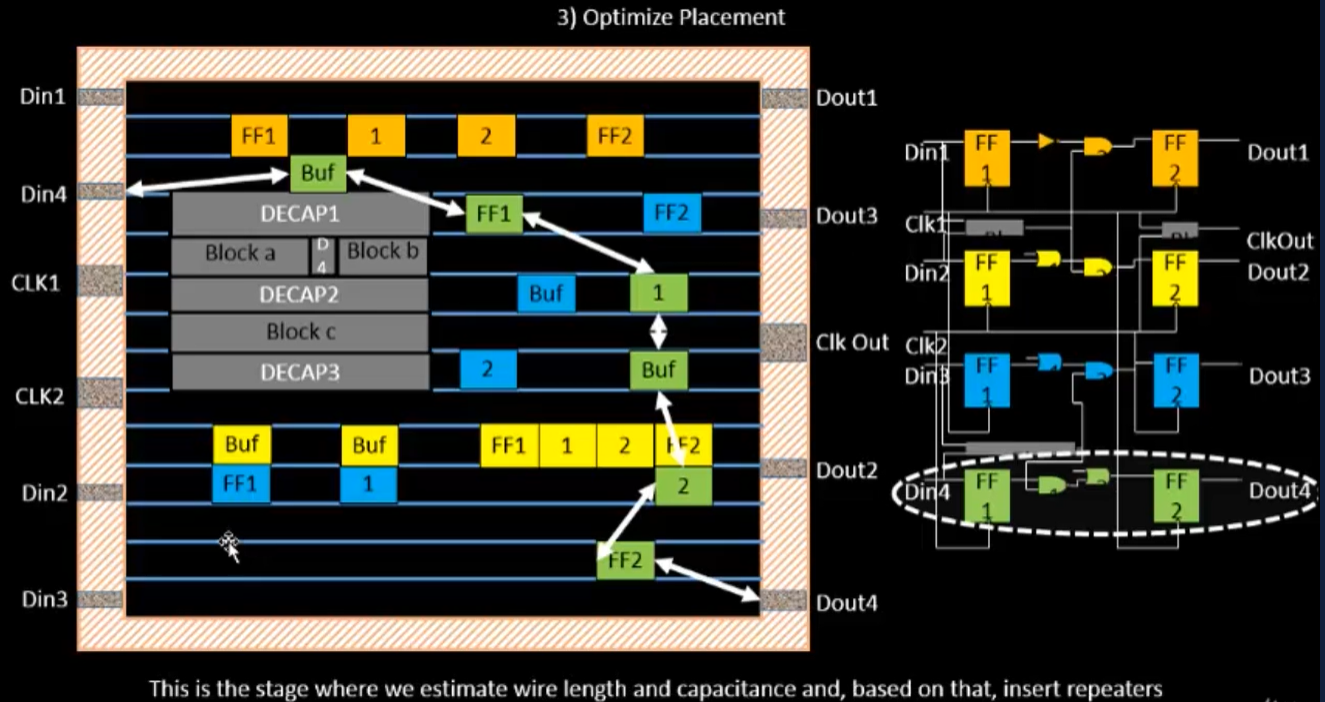 3) Optimize Placement
Din1
Dout1
FF1 1 2 FF2
Buf
Din4
DECAP1
FF1
FF2
Dout3
Block a
D
4
Block b
CLK1
DECAP2
Buf
1
Block c
Clk Out
DECAP3
2
Buf
CLK2
Buf
Buf
FF1 1 2 FF2
Dout2
FF1
1
2
Din2
FF2
Din3
Dout4
Din1
FF
1
2
FF
2
Dout1
Clk1
ClkOut
Din2
FF
1
FF
2
Dout2
Clk2
Din3
FF
1
FF
2
Dout3
Din4
FF
1
FF
2
Dout4
This is the stage where we estimate wire length and capacitance and, based on that, insert repeaters